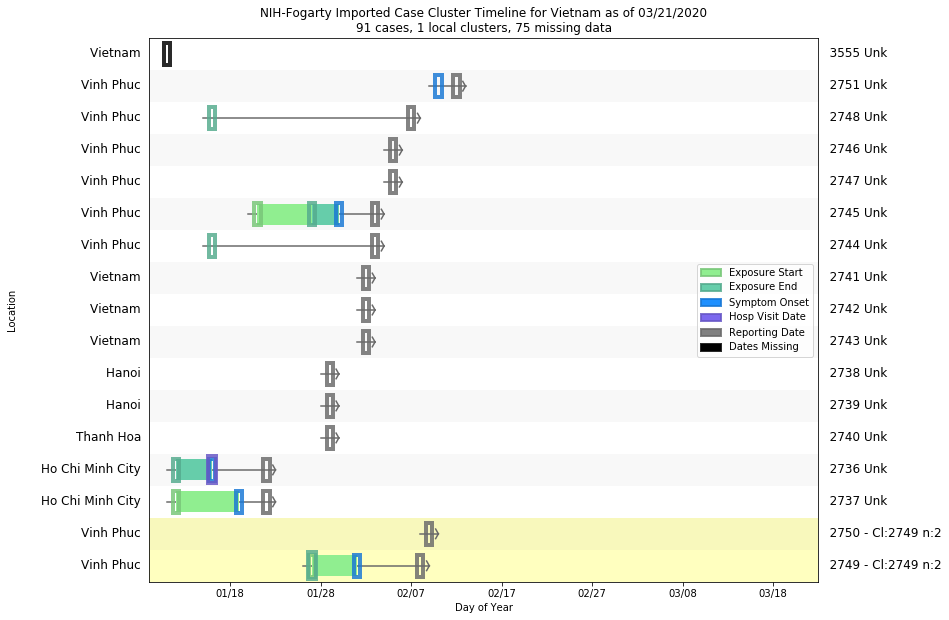 NIH-Fogarty Imported Case Cluster Timeline for Vietnam as of 03/21/2020
91 cases, 1 local clusters, 75 missing data
Location
Vietnam 3555 Unk
Vinh Phuc 2751 Unk
Vinh Phuc 2748 Unk
Vinh Phuc 2746 Unk
Vinh Phuc 2747 Unk
Vinh Phuc 2745 Unk
Vinh Phuc 2744 Unk
Vietnam 2741 Unk
Vietnam 2742 Unk
Vietnam 2743 Unk
Hanoi 2738 Unk
Hanoi 2739 Unk
Thanh Hoa 2740 Unk
Ho Chi Minh City 2736 Unk
Ho Chi Minh City 2737 Unk
Vinh Phuc 2750 - Cl:2749 n:2
Vinh Phuc 2749 - Cl:2749 n:2
Exposure Start
Exposure End
Symptom Onset
Hosp Visit Date
Reporting Date
Dates Missing
01/18 01/28 02/07 02/17 02/27 03/08 03/18
Day of Year